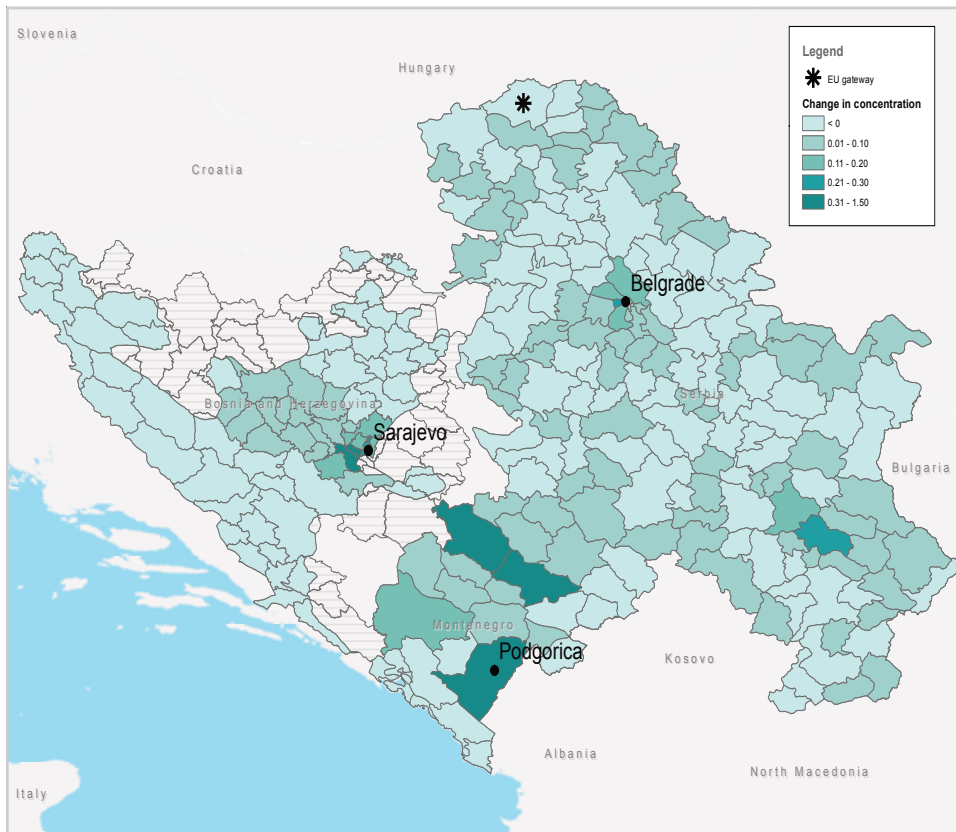 Slovenia
Hungary
Croatia
Legend
EU gateway
Change in concentration
< 0
0.01 - 0.10
0.11 - 0.20
0.21 - 0.30
0.31 - 1.50
Belgrade
Serbia
Bosnia and Herzegovina
Sarajevo
Bulgaria
Montenegro
Podgorica
Kosovo
Albania
North Macedonia
Italy